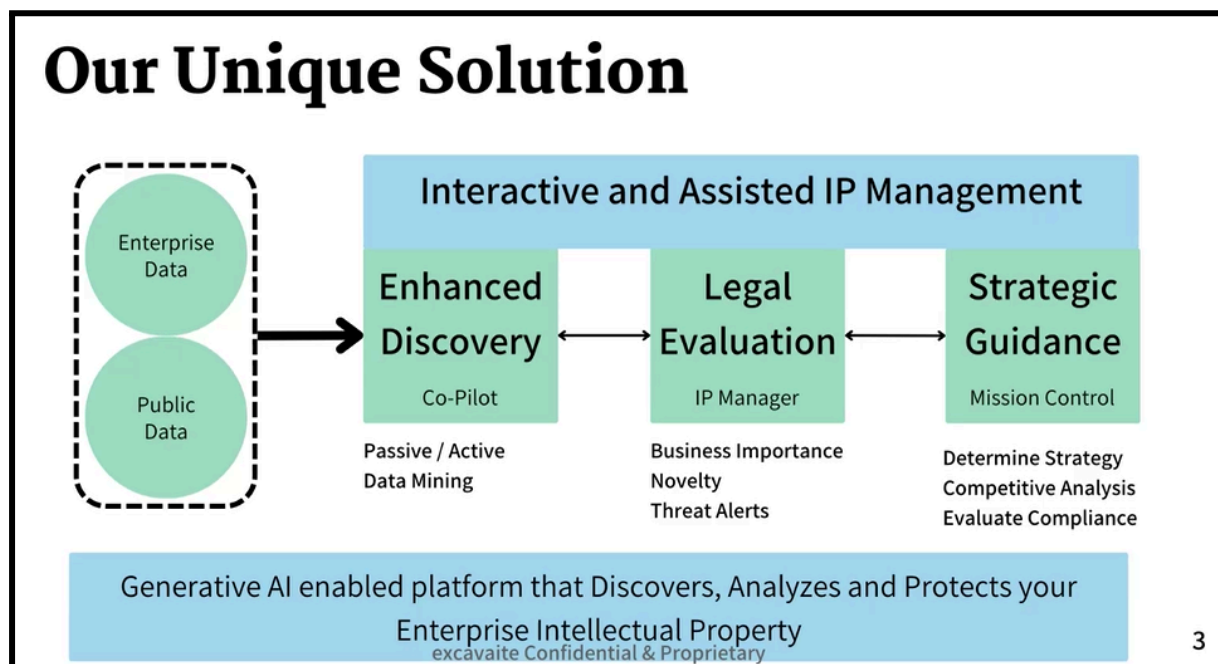 Our Unique Solution
Interactive and Assisted IP Management
Enterprise
Data
Public
Data
Enhanced
Discovery
Co-Pilot
Passive / Active
Data Mining
Legal
Evaluation
IP Manager
Business Importance
Novelty
Threat Alerts
Strategic
Guidance
Mission Control
Determine Strategy
Competitive Analysis
Evaluate Compliance
Generative AI enabled platform that Discovers, Analyzes and Protects your
Enterprise Intellectual Property
excavaite Confidential & Proprietary
3